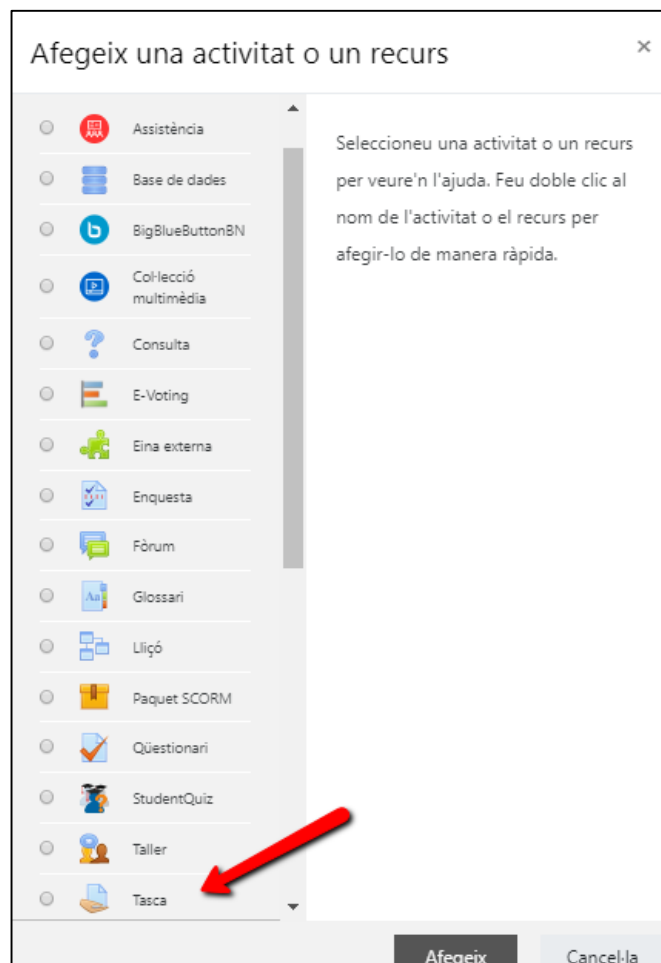 Afegeix una activitat o un recurs
×
Assistència
Base de dades
BigBlueButtonBN
Col·lecció
multimèdia
Consulta
E-Voting
Eina externa
Enquesta
Fòrum
Glossari
Lliçó
Paquet SCORM
Qüestionari
StudentQuiz
Taller
Tasca
Seleccioneu una activitat o un recurs
per veure'n l'ajuda. Feu doble clic al
nom de l'activitat o el recurs per
afegir-lo de manera ràpida.
Afegeix
Cancel·la